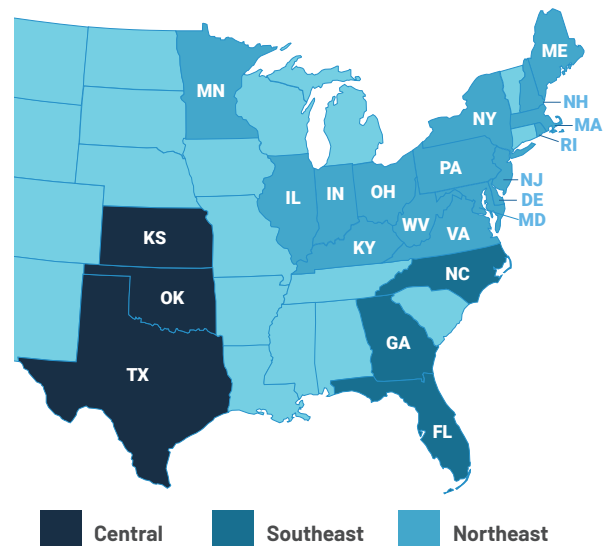 ME
MN
NH
NY
MA
RI
PA
NJ
IL
IN
OH
DE
WV
MD
VA
KS
KY
NC
OK
GA
TX
FL
Central
Southeast
Northeast